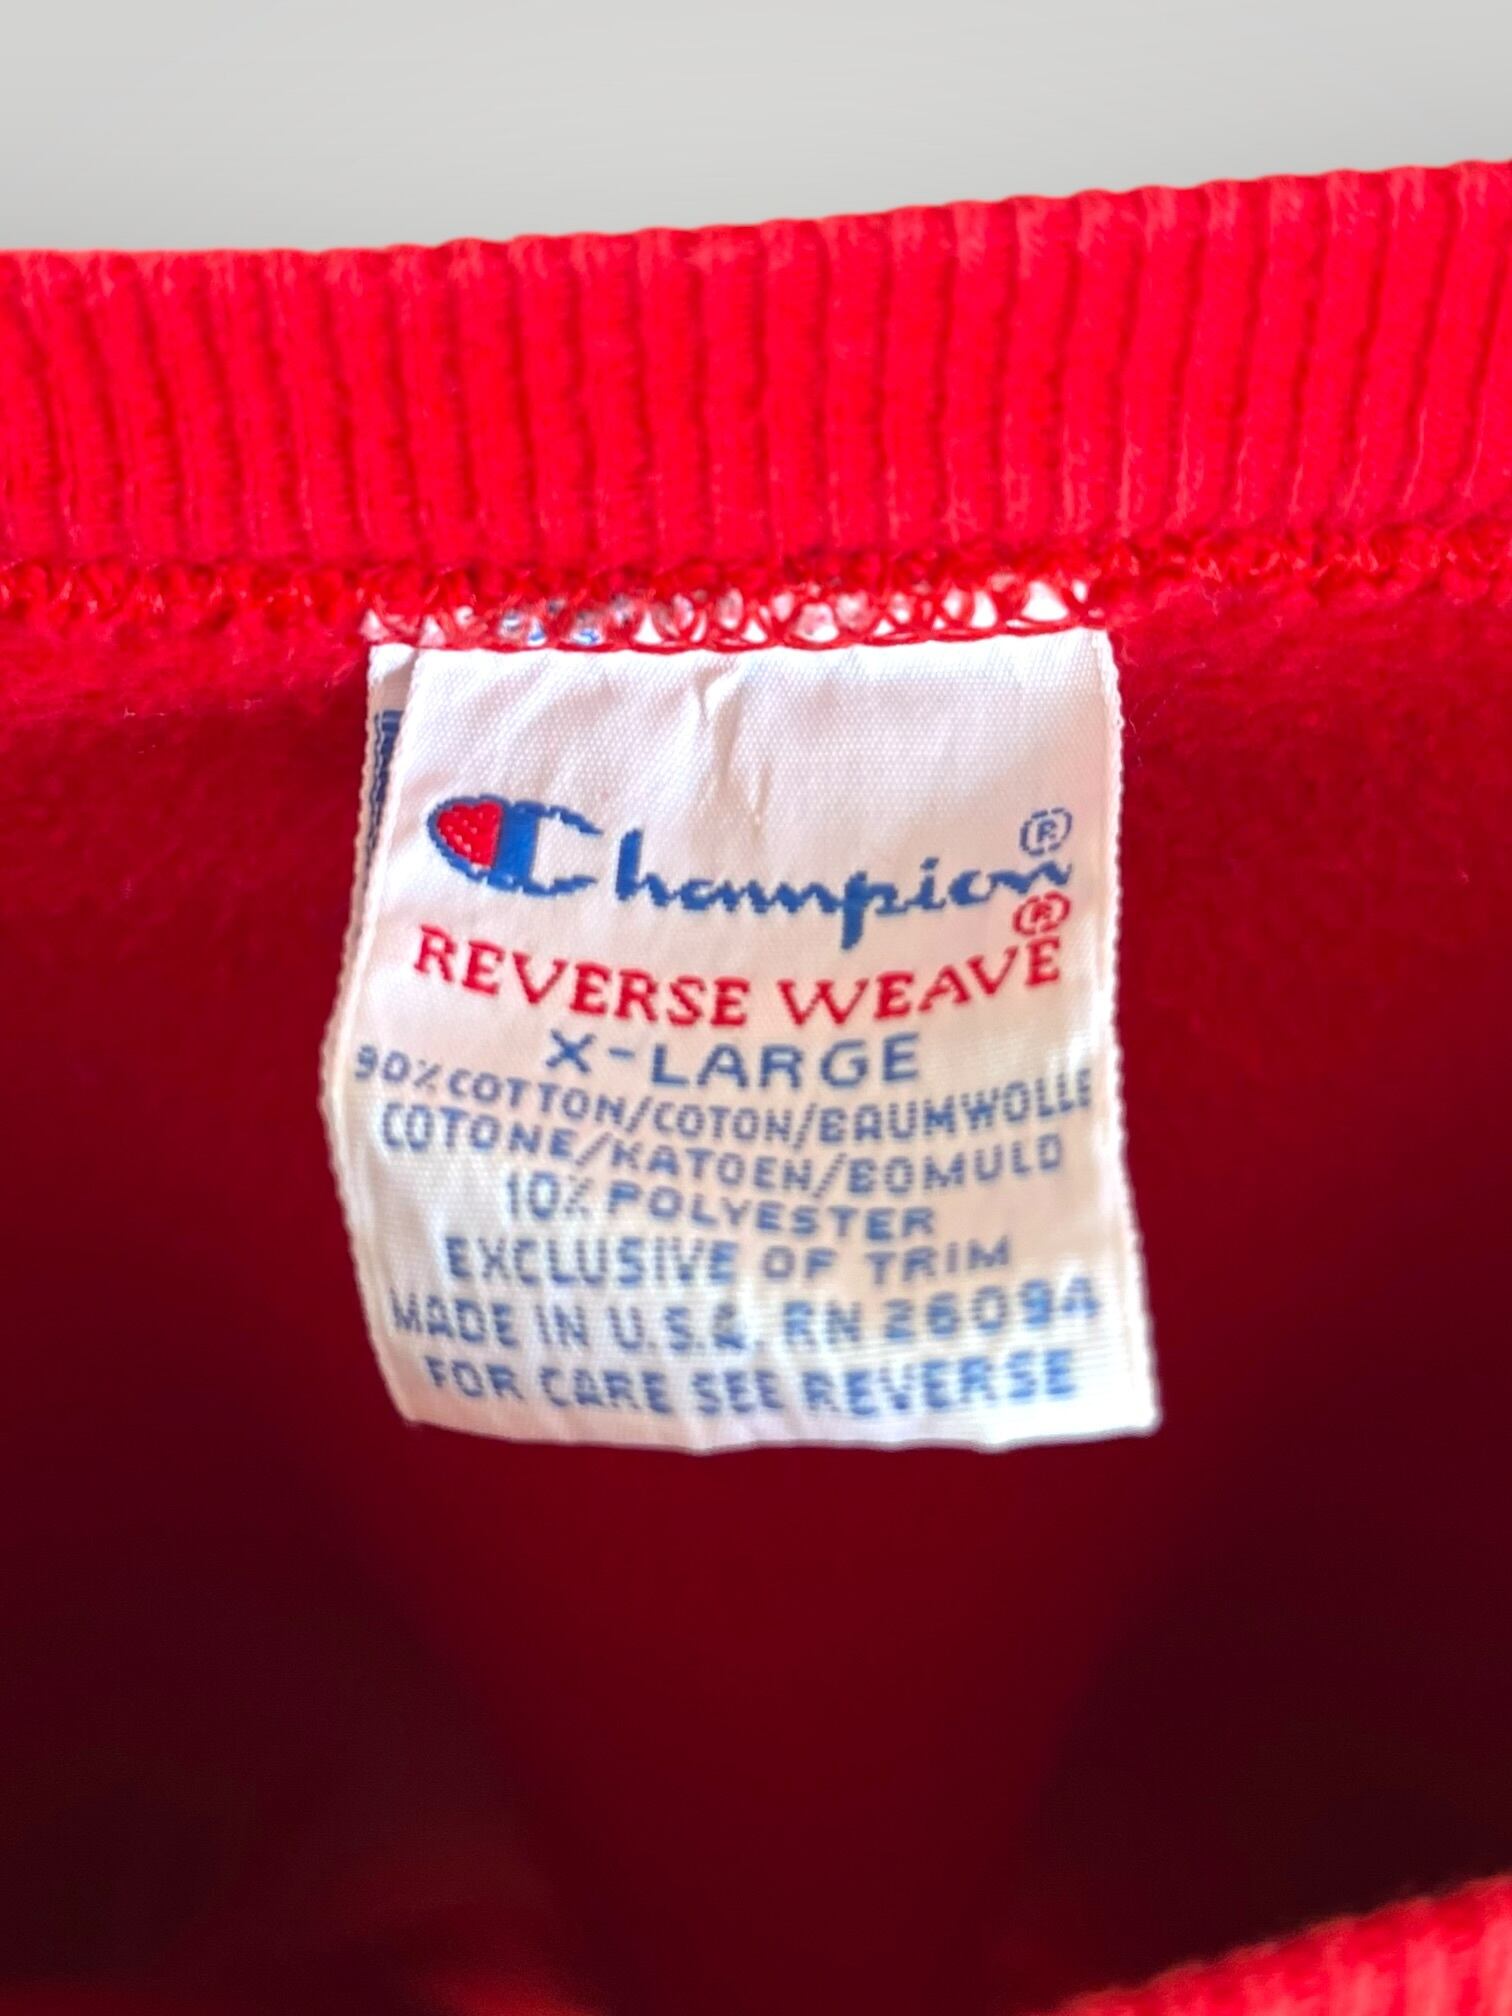 Champion®
REVERSE WEAVE®
X-LARGE
90% COTTON/COTON/BAUMWOLLE
COTONE/KATOEN/BOMULD
10% POLYESTER
EXCLUSIVE OF TRIM
MADE IN U.S.A. RN 26094
FOR CARE SEE REVERSE